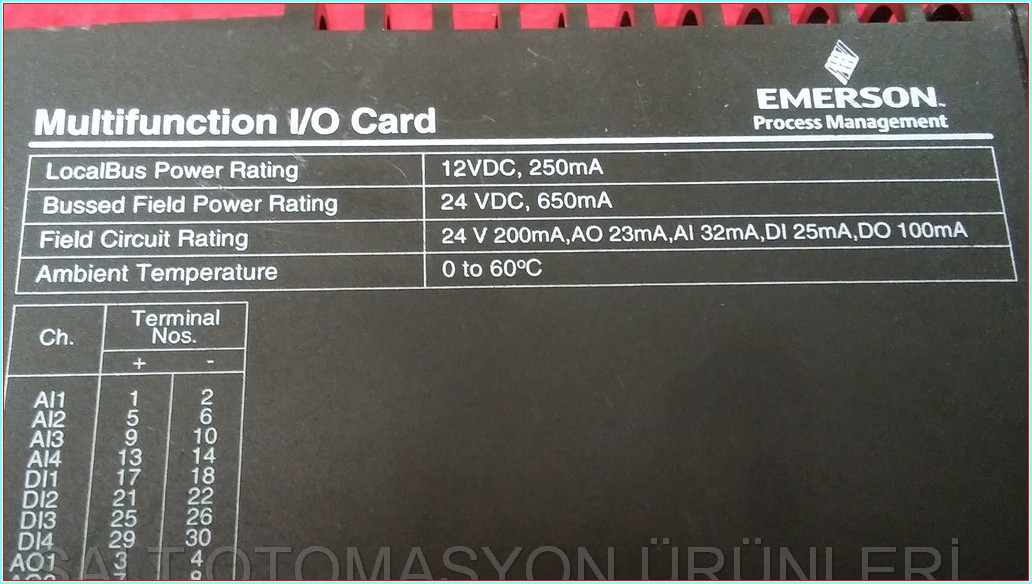 EMERSON
Process Management
Multifunction I/O Card
LocalBus Power Rating 12VDC, 250mA
Bussed Field Power Rating 24 VDC, 650mA
Field Circuit Rating 24 V 200mA,AO 23mA,AI 32mA,DI 25mA,DO 100mA
Ambient Temperature 0 to 60ºC
Ch. Terminal Nos.
+ -
AI1 1 2
AI2 5 6
AI3 9 10
AI4 13 14
DI1 17 18
DI2 21 22
DI3 25 26
DI4 29 30
AO1 3 4
OTOMASYON ÜRÜNLERİ